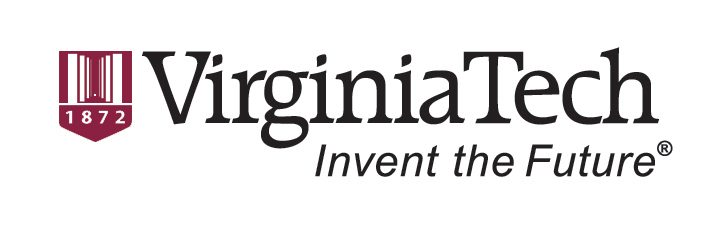 VirginiaTech
1872
Invent the Future®